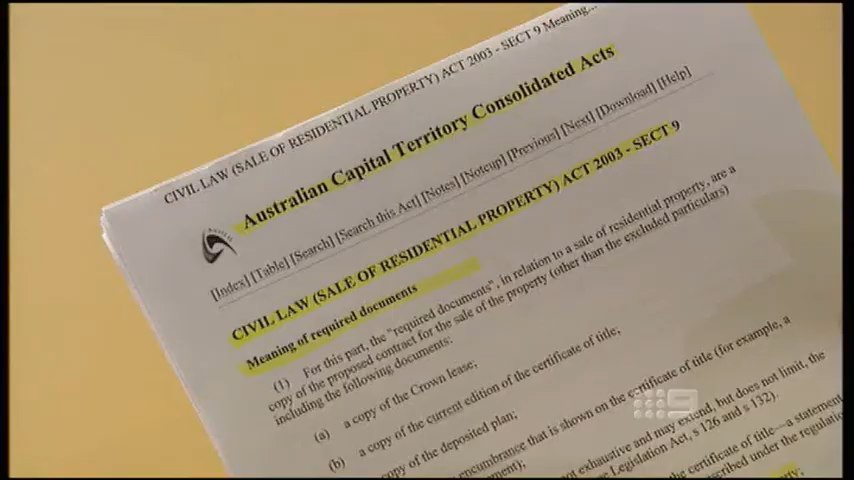 CIVIL LAW (SALE OF RESIDENTIAL PROPERTY) ACT 2003 - SECT 9 Meaning...
Australian Capital Territory Consolidated Acts
[Index] [Table] [Search] [Search this Act] [Notes] [Noteup] [Previous] [Next] [Download] [Help]
CIVIL LAW (SALE OF RESIDENTIAL PROPERTY) ACT 2003 - SECT 9
Meaning of required documents
(1) For this part, the "required documents", in relation to a sale of residential property, are a
copy of the proposed contract for the sale of the property (other than the excluded particulars)
including the following documents:
(a) a copy of the Crown lease;
(b) a copy of the current edition of the certificate of title;
copy of the deposited plan;
encumbrance that is shown on the certificate of title (for example, a
not exhaustive and may extend, but does not limit, the
Legislation Act, s 126 and s 132).
the certificate of title—a statement
under the
9